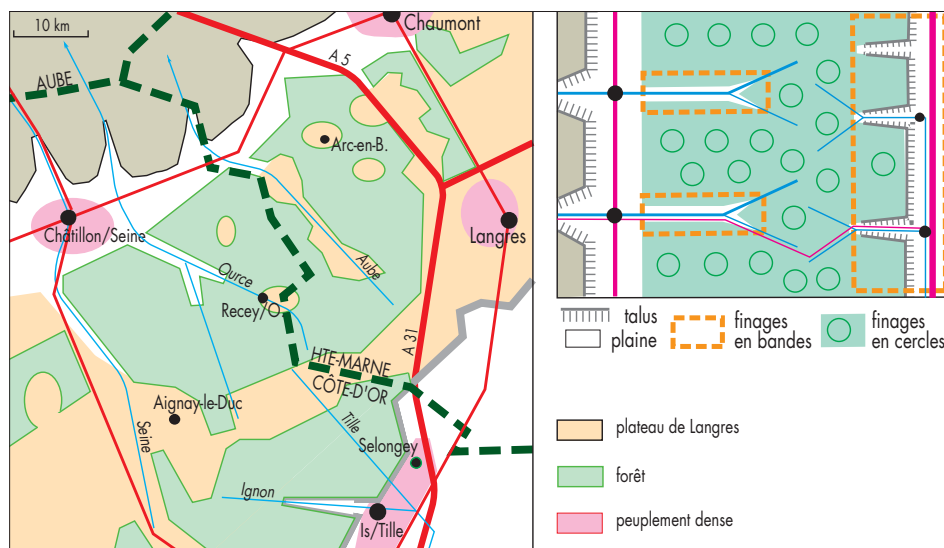 10 km
Chaumont
A 5
AUBE
Arc-en-B.
Châtillon/Seine
Langres
Ource
Aube
Recey/O.
A 31
HTE-MARNE
CÔTE-D'OR
Aignay-le-Duc
Seine
Tille
Selongey
Ignon
Is/Tille
talus
plaine
finages
en bandes
finages
en cercles
plateau de Langres
forêt
peuplement dense